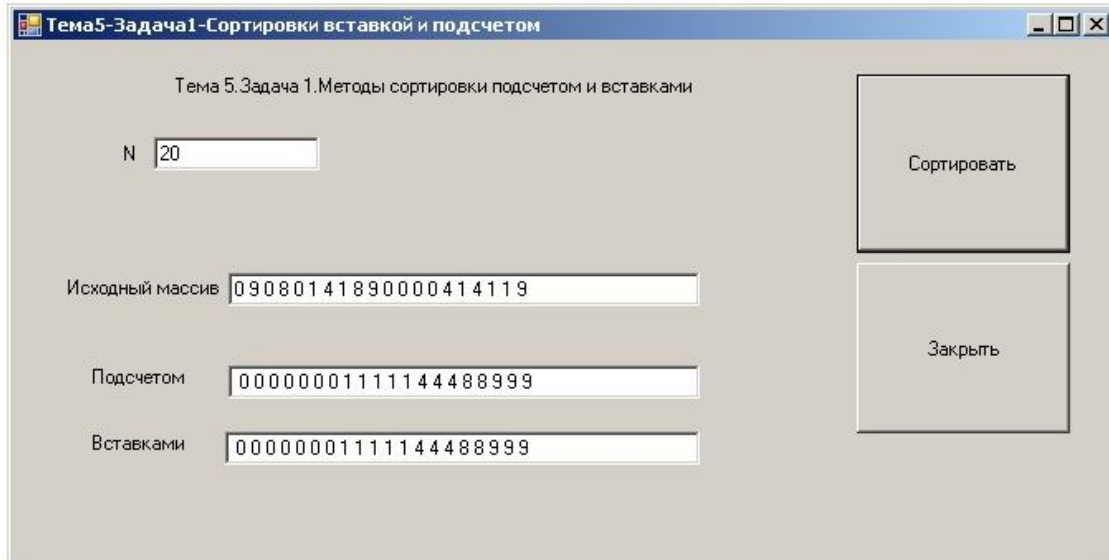 Тема5-Задача1-Сортировки вставкой и подсчетом
Тема 5.Задача 1.Методы сортировки подсчетом и вставками
N 20
Сортировать
Исходный массив 0 9 0 8 0 1 4 1 8 9 0 0 0 0 4 1 4 1 1 9
Закрыть
Подсчетом 0 0 0 0 0 0 0 1 1 1 1 1 4 4 4 8 8 9 9 9
Вставками 0 0 0 0 0 0 0 1 1 1 1 1 4 4 4 8 8 9 9 9